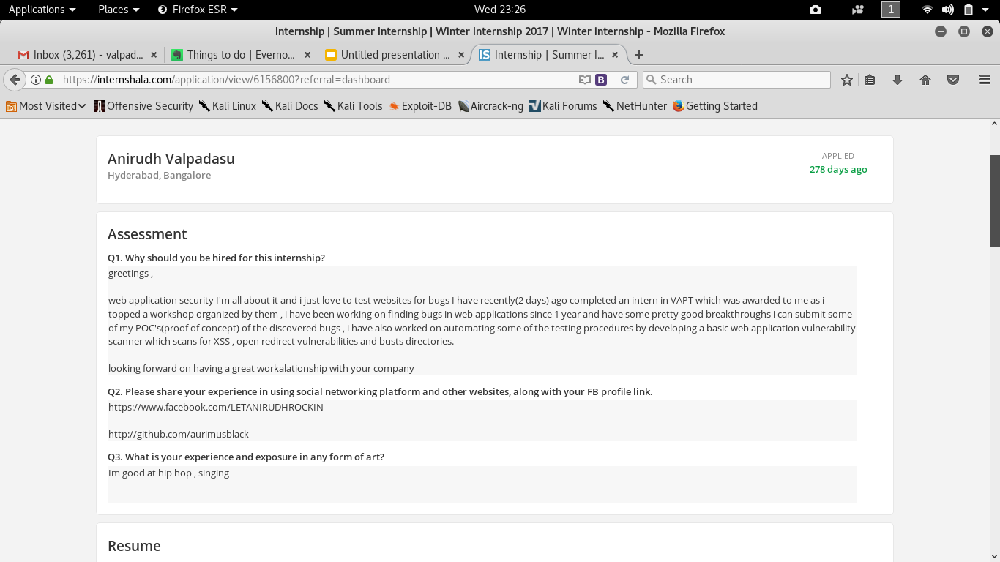 Applications Places Firefox ESR Wed 23:26 1
Internship | Summer Internship | Winter Internship 2017 | Winter internship - Mozilla Firefox
Inbox (3,261) - valpad... Things to do | Everno... Untitled presentation ... Internship | Summer I...
https://internshala.com/application/view/6156800?referral=dashboard B Search
Most Visited Offensive Security Kali Linux Kali Docs Kali Tools Exploit-DB Aircrack-ng Kali Forums NetHunter Getting Started
Anirudh Valpadasu
Hyderabad, Bangalore
APPLIED
278 days ago
Assessment
Q1. Why should you be hired for this internship?
greetings ,
web application security I'm all about it and i just love to test websites for bugs I have recently(2 days) ago completed an intern in VAPT which was awarded to me as i
topped a workshop organized by them , i have been working on finding bugs in web applications since 1 year and have some pretty good breakthroughs i can submit some
of my POC's(proof of concept) of the discovered bugs , i have also worked on automating some of the testing procedures by developing a basic web application vulnerability
scanner which scans for XSS , open redirect vulnerabilities and busts directories.
looking forward on having a great workalationship with your company
Q2. Please share your experience in using social networking platform and other websites, along with your FB profile link.
https://www.facebook.com/LETANIRUDHROCKIN
http://github.com/aurimusblack
Q3. What is your experience and exposure in any form of art?
Im good at hip hop , singing
Resume